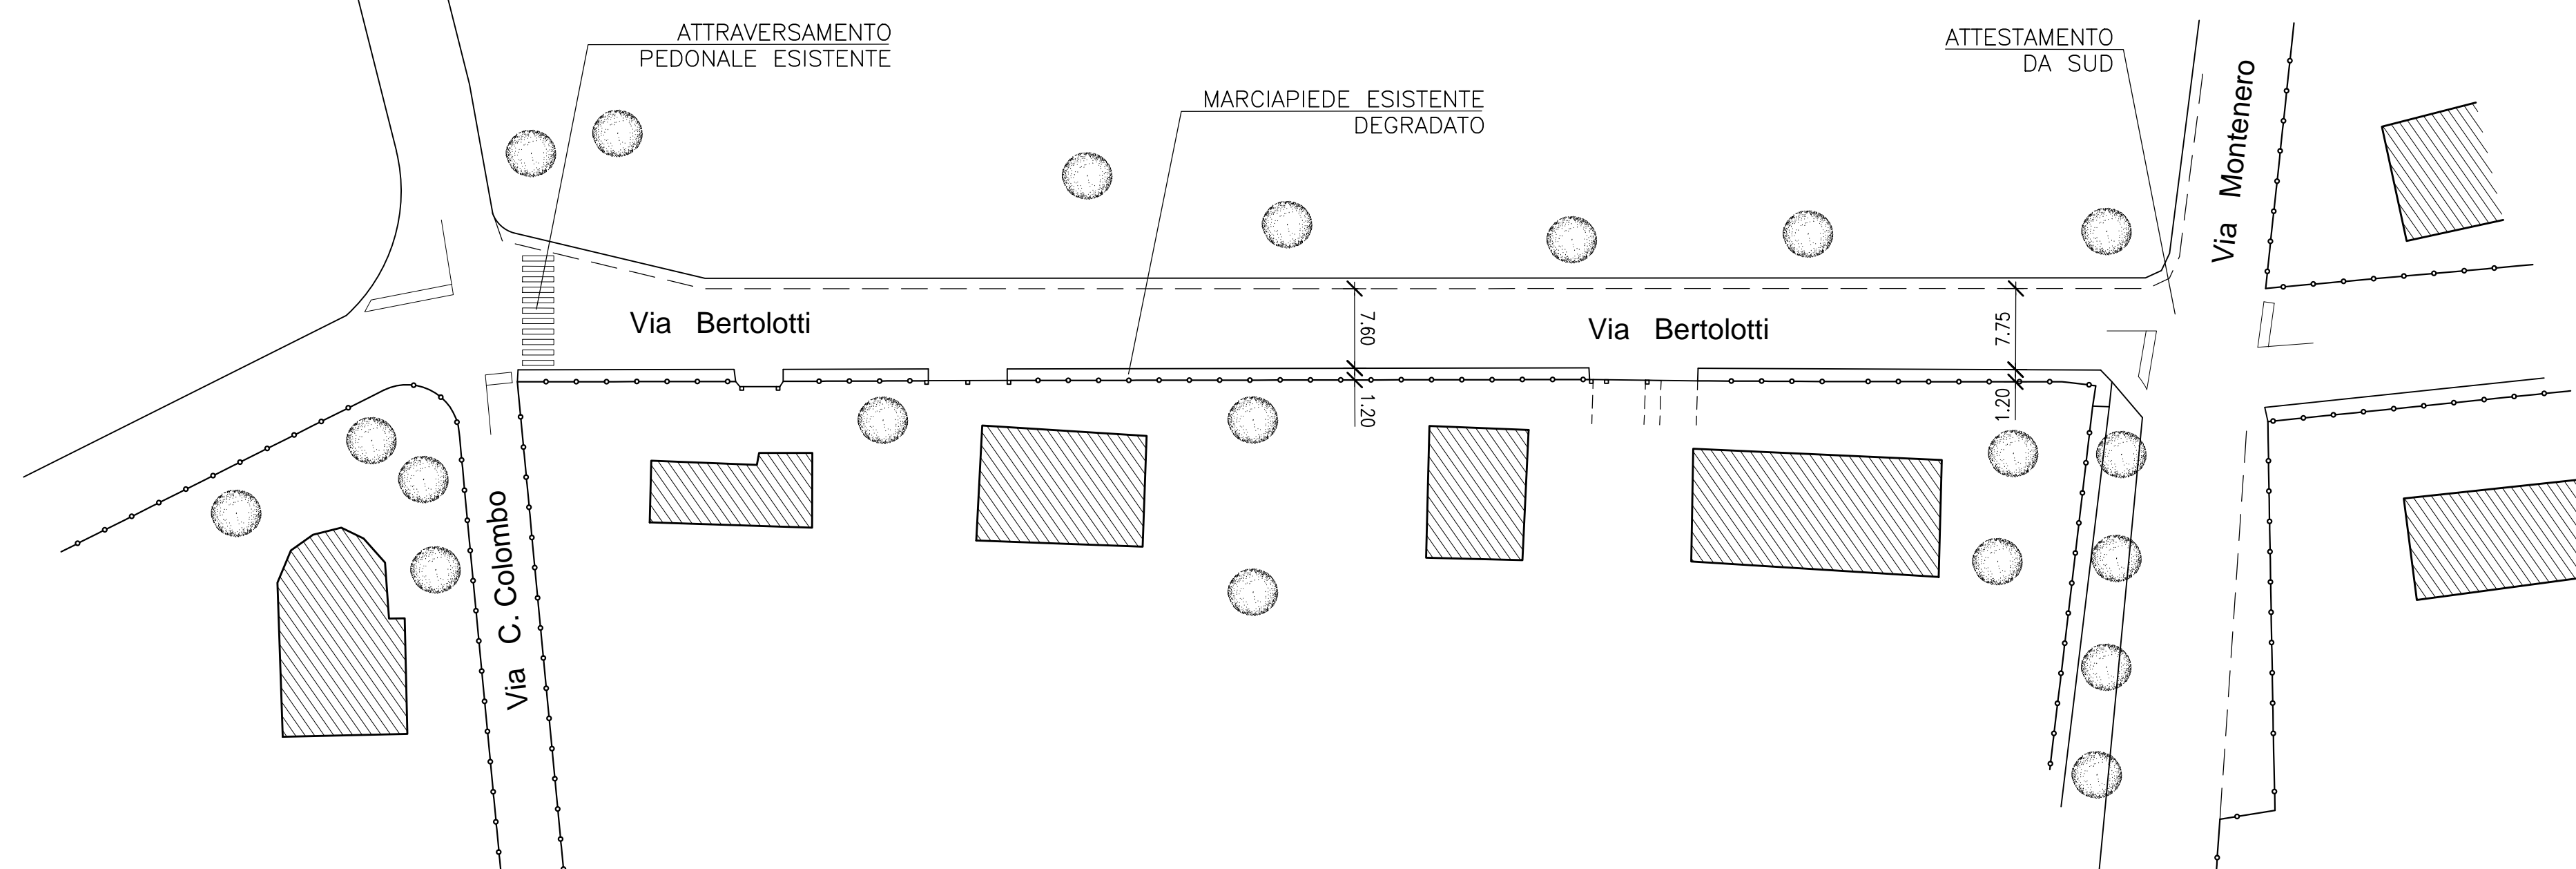 ATTRAVERSAMENTO
PEDONALE ESISTENTE
MARCIAPIEDE ESISTENTE
DEGRADATO
ATTESTAMENTO
DA SUD
Via Montenero
Via Bertolotti
7.60
1.20
Via Bertolotti
7.75
1.20
Via C. Colombo